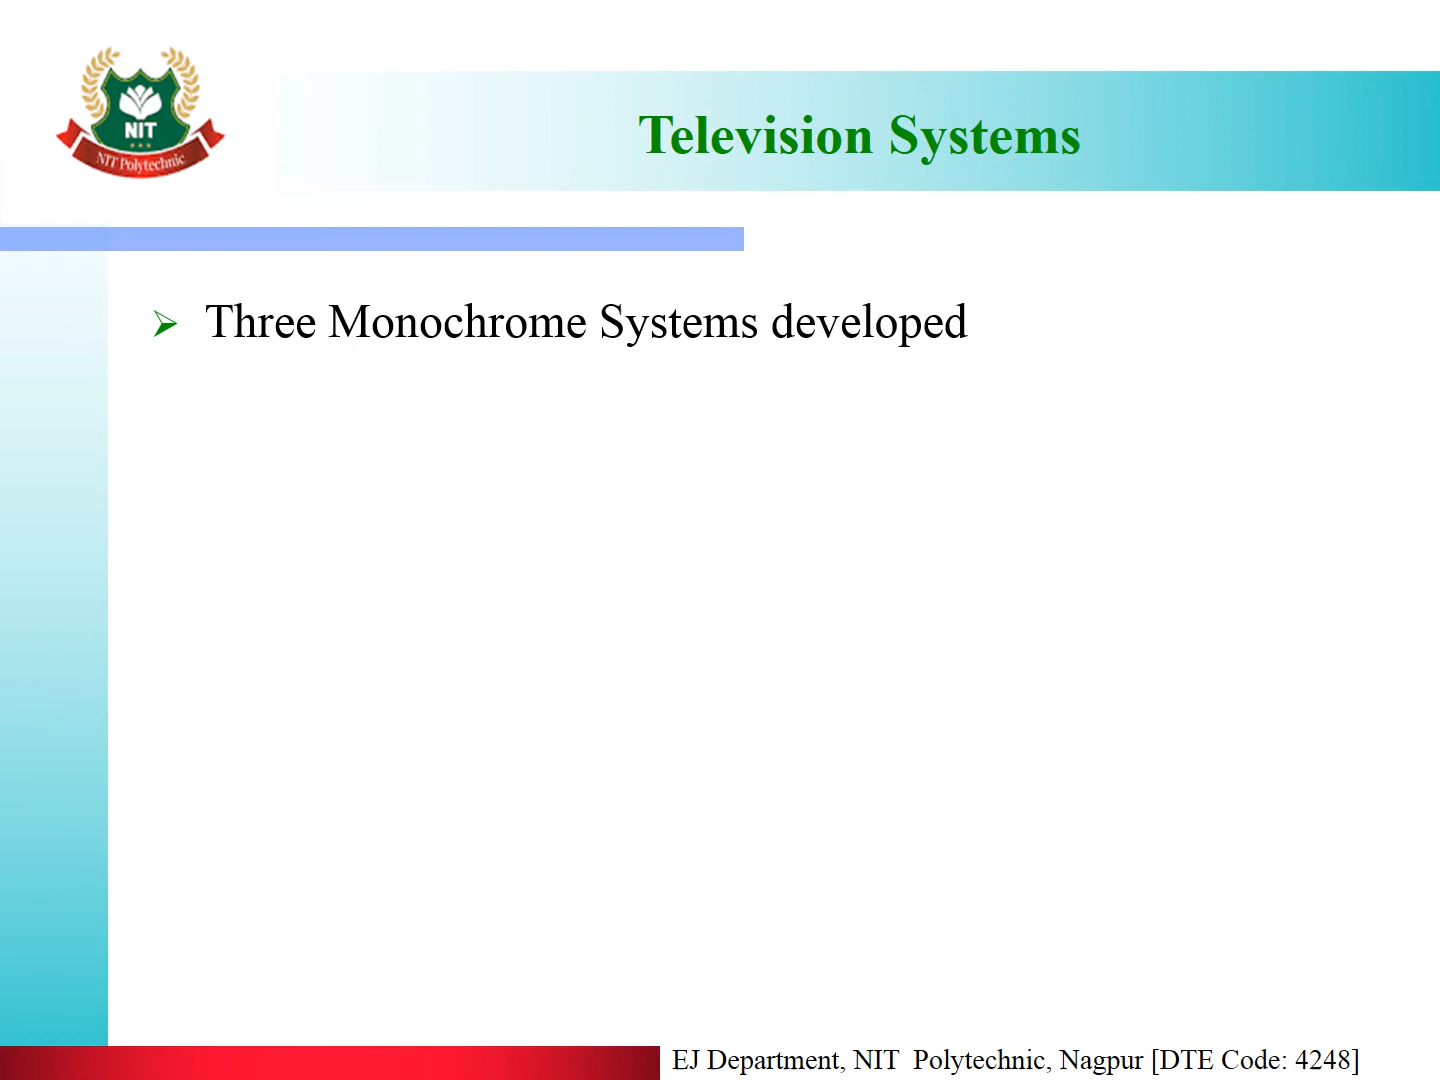 NIT
NIT Polytechnic
Television Systems
Three Monochrome Systems developed
EJ Department, NIT  Polytechnic, Nagpur [DTE Code: 4248]